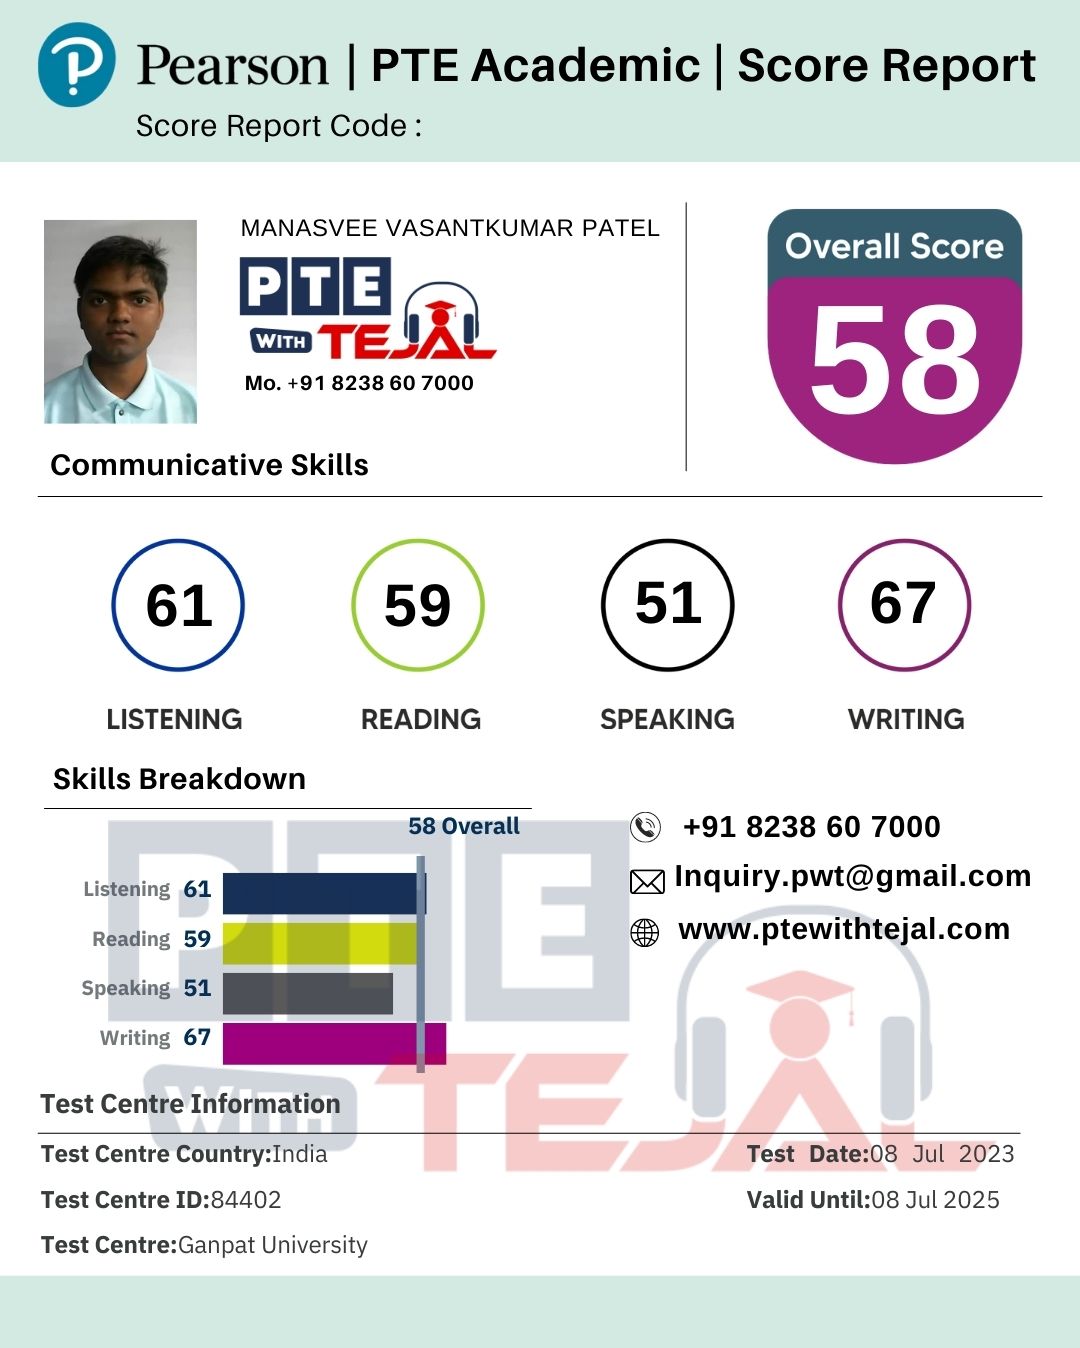 Pearson | PTE Academic | Score Report
Score Report Code :
MANASVEE VASANTKUMAR PATEL
PTE
WITH TEJAL
Mo. +91 8238 60 7000
Overall Score
58
Communicative Skills
61 59 51 67
LISTENING READING SPEAKING WRITING
Skills Breakdown
58 Overall
Listening 61
Reading 59
Speaking 51
Writing 67
+91 8238 60 7000
Inquiry.pwt@gmail.com
www.ptewithtejal.com
PTE
WITH TEJAL
Test Centre Information
Test Centre Country:India
Test Date:08 Jul 2023
Test Centre ID:84402
Valid Until:08 Jul 2025
Test Centre:Ganpat University